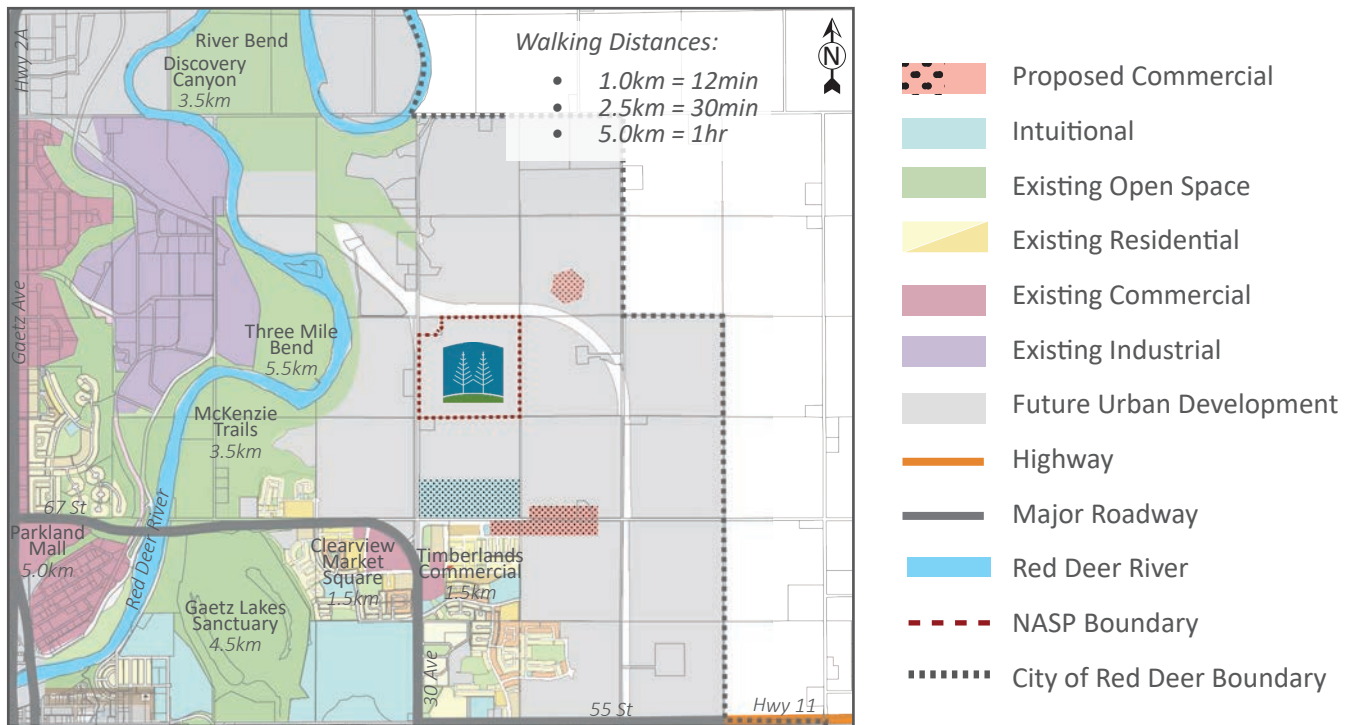 Hwy 2A
River Bend
Discovery
Canyon
3.5km
Walking Distances:
• 1.0km = 12min
• 2.5km = 30min
• 5.0km = 1hr
N
Gaetz Ave
Three Mile
Bend
5.5km
McKenzie
Trails
3.5km
67 St
Parkland
Mall
5.0km
Red Deer River
Clearview
Market
Square
1.5km
Timberlands
Commercial
1.5km
Gaetz Lakes
Sanctuary
4.5km
30 Ave
55 St
Hwy 11
Proposed Commercial
Intuitional
Existing Open Space
Existing Residential
Existing Commercial
Existing Industrial
Future Urban Development
Highway
Major Roadway
Red Deer River
NASP Boundary
City of Red Deer Boundary